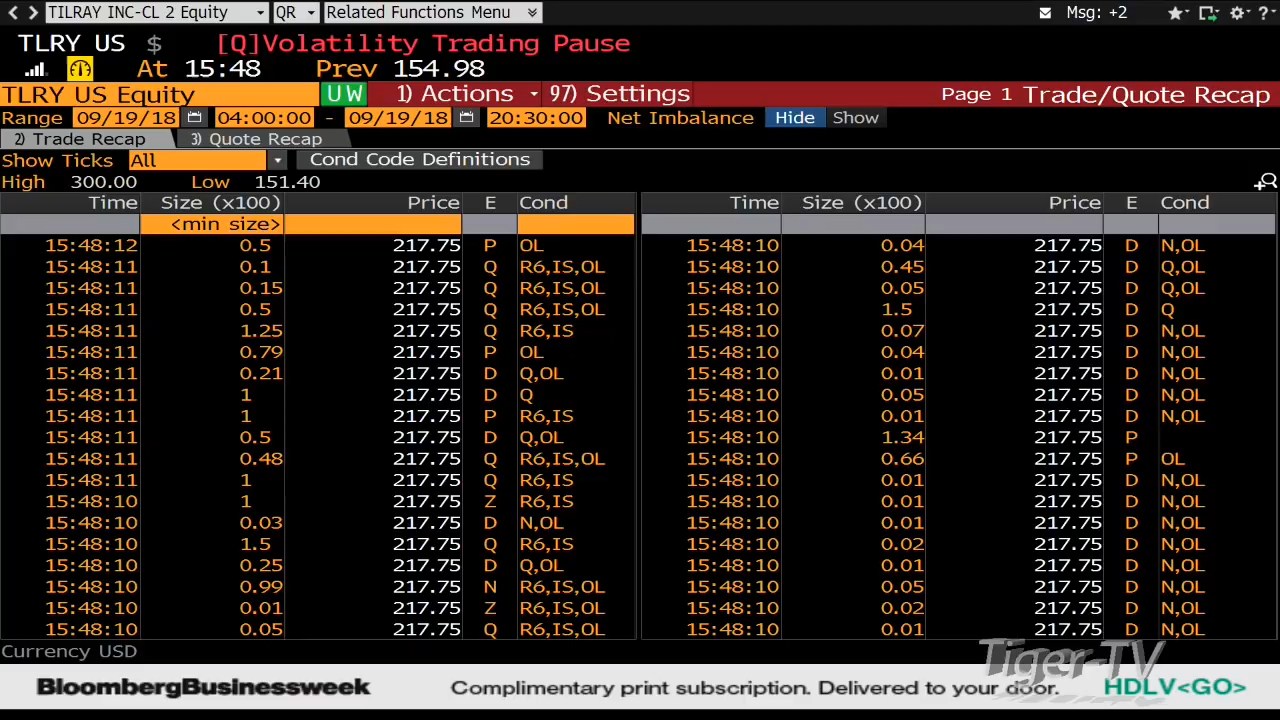 TILRAY INC-CL 2 Equity QR Related Functions Menu Msg: +2 ?
TLRY US $ [Q]Volatility Trading Pause
At 15:48 Prev 154.98
TLRY US Equity UW 1) Actions 97) Settings Page 1 Trade/Quote Recap
Range 09/19/18 04:00:00 - 09/19/18 20:30:00 Net Imbalance Hide Show
2) Trade Recap 3) Quote Recap
Show Ticks All Cond Code Definitions
High 300.00 Low 151.40
Time Size (x100) Price E Cond Time Size (x100) Price E Cond
<min size>
15:48:12 0.5 217.75 P OL 15:48:10 0.04 217.75 D N,OL
15:48:11 0.1 217.75 Q R6,IS,OL 15:48:10 0.45 217.75 D Q,OL
15:48:11 0.15 217.75 Q R6,IS,OL 15:48:10 0.05 217.75 D Q,OL
15:48:11 0.5 217.75 Q R6,IS,OL 15:48:10 1.5 217.75 D Q
15:48:11 1.25 217.75 Q R6,IS 15:48:10 0.07 217.75 D N,OL
15:48:11 0.79 217.75 P OL 15:48:10 0.04 217.75 D N,OL
15:48:11 0.21 217.75 D Q,OL 15:48:10 0.01 217.75 D N,OL
15:48:11 1 217.75 D Q 15:48:10 0.05 217.75 D N,OL
15:48:11 1 217.75 P R6,IS 15:48:10 0.01 217.75 D N,OL
15:48:11 0.5 217.75 D Q,OL 15:48:10 1.34 217.75 P
15:48:11 0.48 217.75 Q R6,IS,OL 15:48:10 0.66 217.75 P OL
15:48:11 1 217.75 Q R6,IS 15:48:10 0.01 217.75 D N,OL
15:48:10 1 217.75 Z R6,IS 15:48:10 0.01 217.75 D N,OL
15:48:10 0.03 217.75 D N,OL 15:48:10 0.01 217.75 D N,OL
15:48:10 1.5 217.75 Q R6,IS 15:48:10 0.02 217.75 D N,OL
15:48:10 0.25 217.75 D Q,OL 15:48:10 0.01 217.75 D N,OL
15:48:10 0.99 217.75 N R6,IS,OL 15:48:10 0.05 217.75 D N,OL
15:48:10 0.01 217.75 Z R6,IS,OL 15:48:10 0.02 217.75 D N,OL
15:48:10 0.05 217.75 Q R6,IS,OL 15:48:10 0.01 217.75 D N,OL
Currency USD
Tiger-TV
BloombergBusinessweek Complimentary print subscription. Delivered to your door. HDLV<GO>